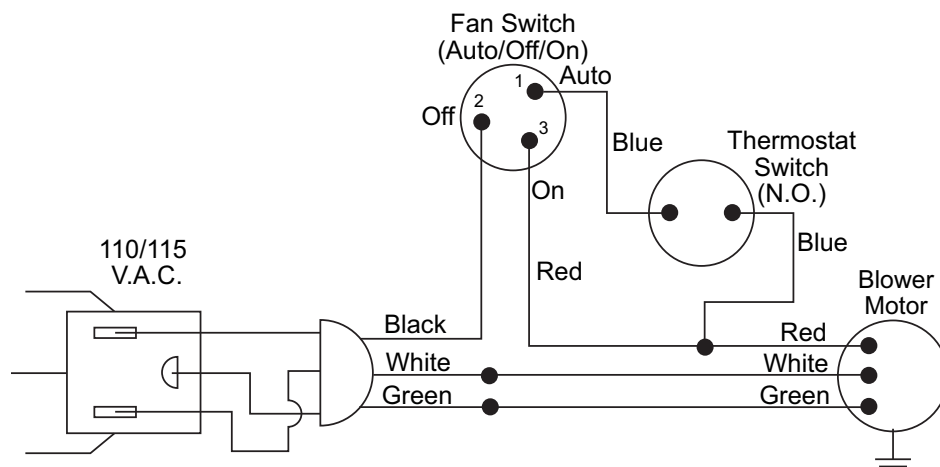 Fan Switch
(Auto/Off/On)
1
Auto
2
Off
3
On
Blue
Thermostat
Switch
(N.O.)
Blue
Red
110/115
V.A.C.
Blower
Motor
Black
Red
White
White
Green
Green